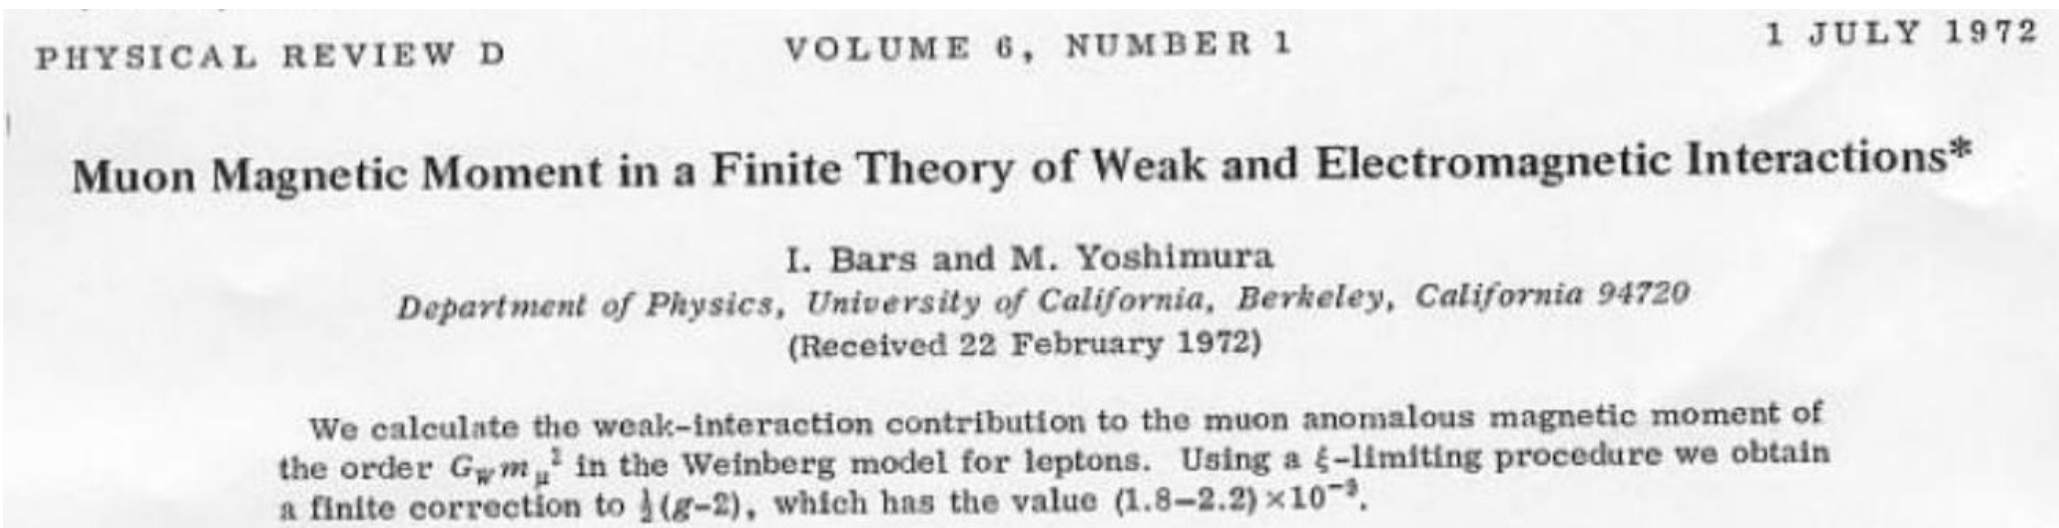 PHYSICAL REVIEW D VOLUME 6, NUMBER 1 1 JULY 1972
Muon Magnetic Moment in a Finite Theory of Weak and Electromagnetic Interactions*
I. Bars and M. Yoshimura
Department of Physics, University of California, Berkeley, California 94720
(Received 22 February 1972)
We calculate the weak-interaction contribution to the muon anomalous magnetic moment of
the order G_W m_μ² in the Weinberg model for leptons. Using a ξ-limiting procedure we obtain
a finite correction to ½(g−2), which has the value (1.8−2.2)×10⁻⁹.